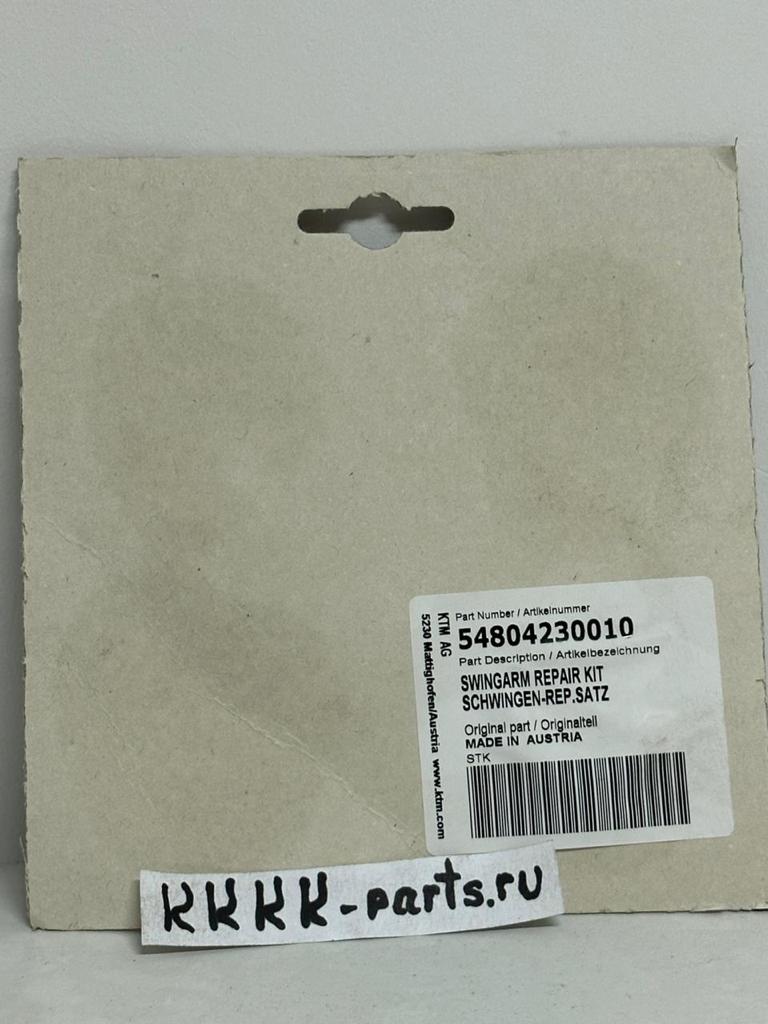 Part Number / Artikelnummer
54804230010
Part Description / Artikelbezeichnung
SWINGARM REPAIR KIT
SCHWINGEN-REP.SATZ
Original part / Originalteil
MADE IN AUSTRIA
STK
KTM AG
5230 Mattighofen/Austria www.ktm.com
KKKK-parts.ru